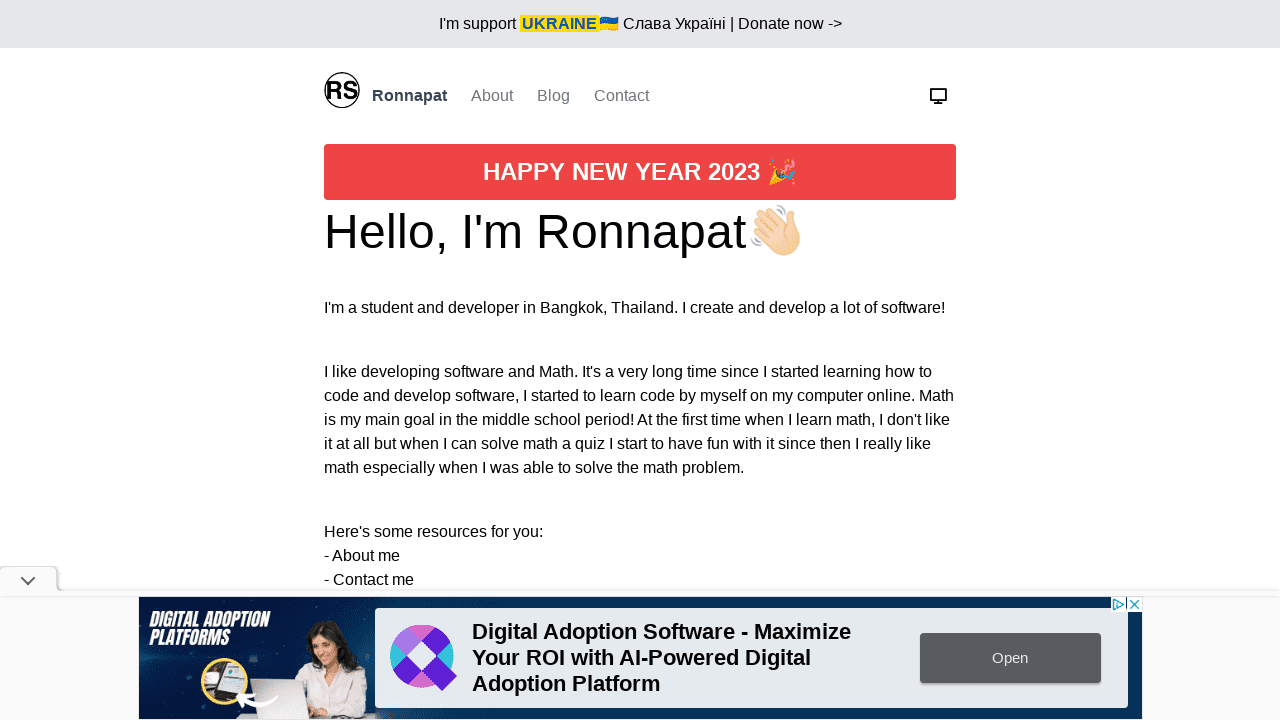 I'm support UKRAINE🇺🇦 Слава Україні | Donate now ->
RS Ronnapat About Blog Contact
HAPPY NEW YEAR 2023 🎉
Hello, I'm Ronnapat👋🏻
I'm a student and developer in Bangkok, Thailand. I create and develop a lot of software!
I like developing software and Math. It's a very long time since I started learning how to
code and develop software, I started to learn code by myself on my computer online. Math
is my main goal in the middle school period! At the first time when I learn math, I don't like
it at all but when I can solve math a quiz I start to have fun with it since then I really like
math especially when I was able to solve the math problem.
Here's some resources for you:
- About me
- Contact me
DIGITAL ADOPTION
PLATFORMS
Digital Adoption Software - Maximize
Your ROI with AI-Powered Digital
Adoption Platform
Open